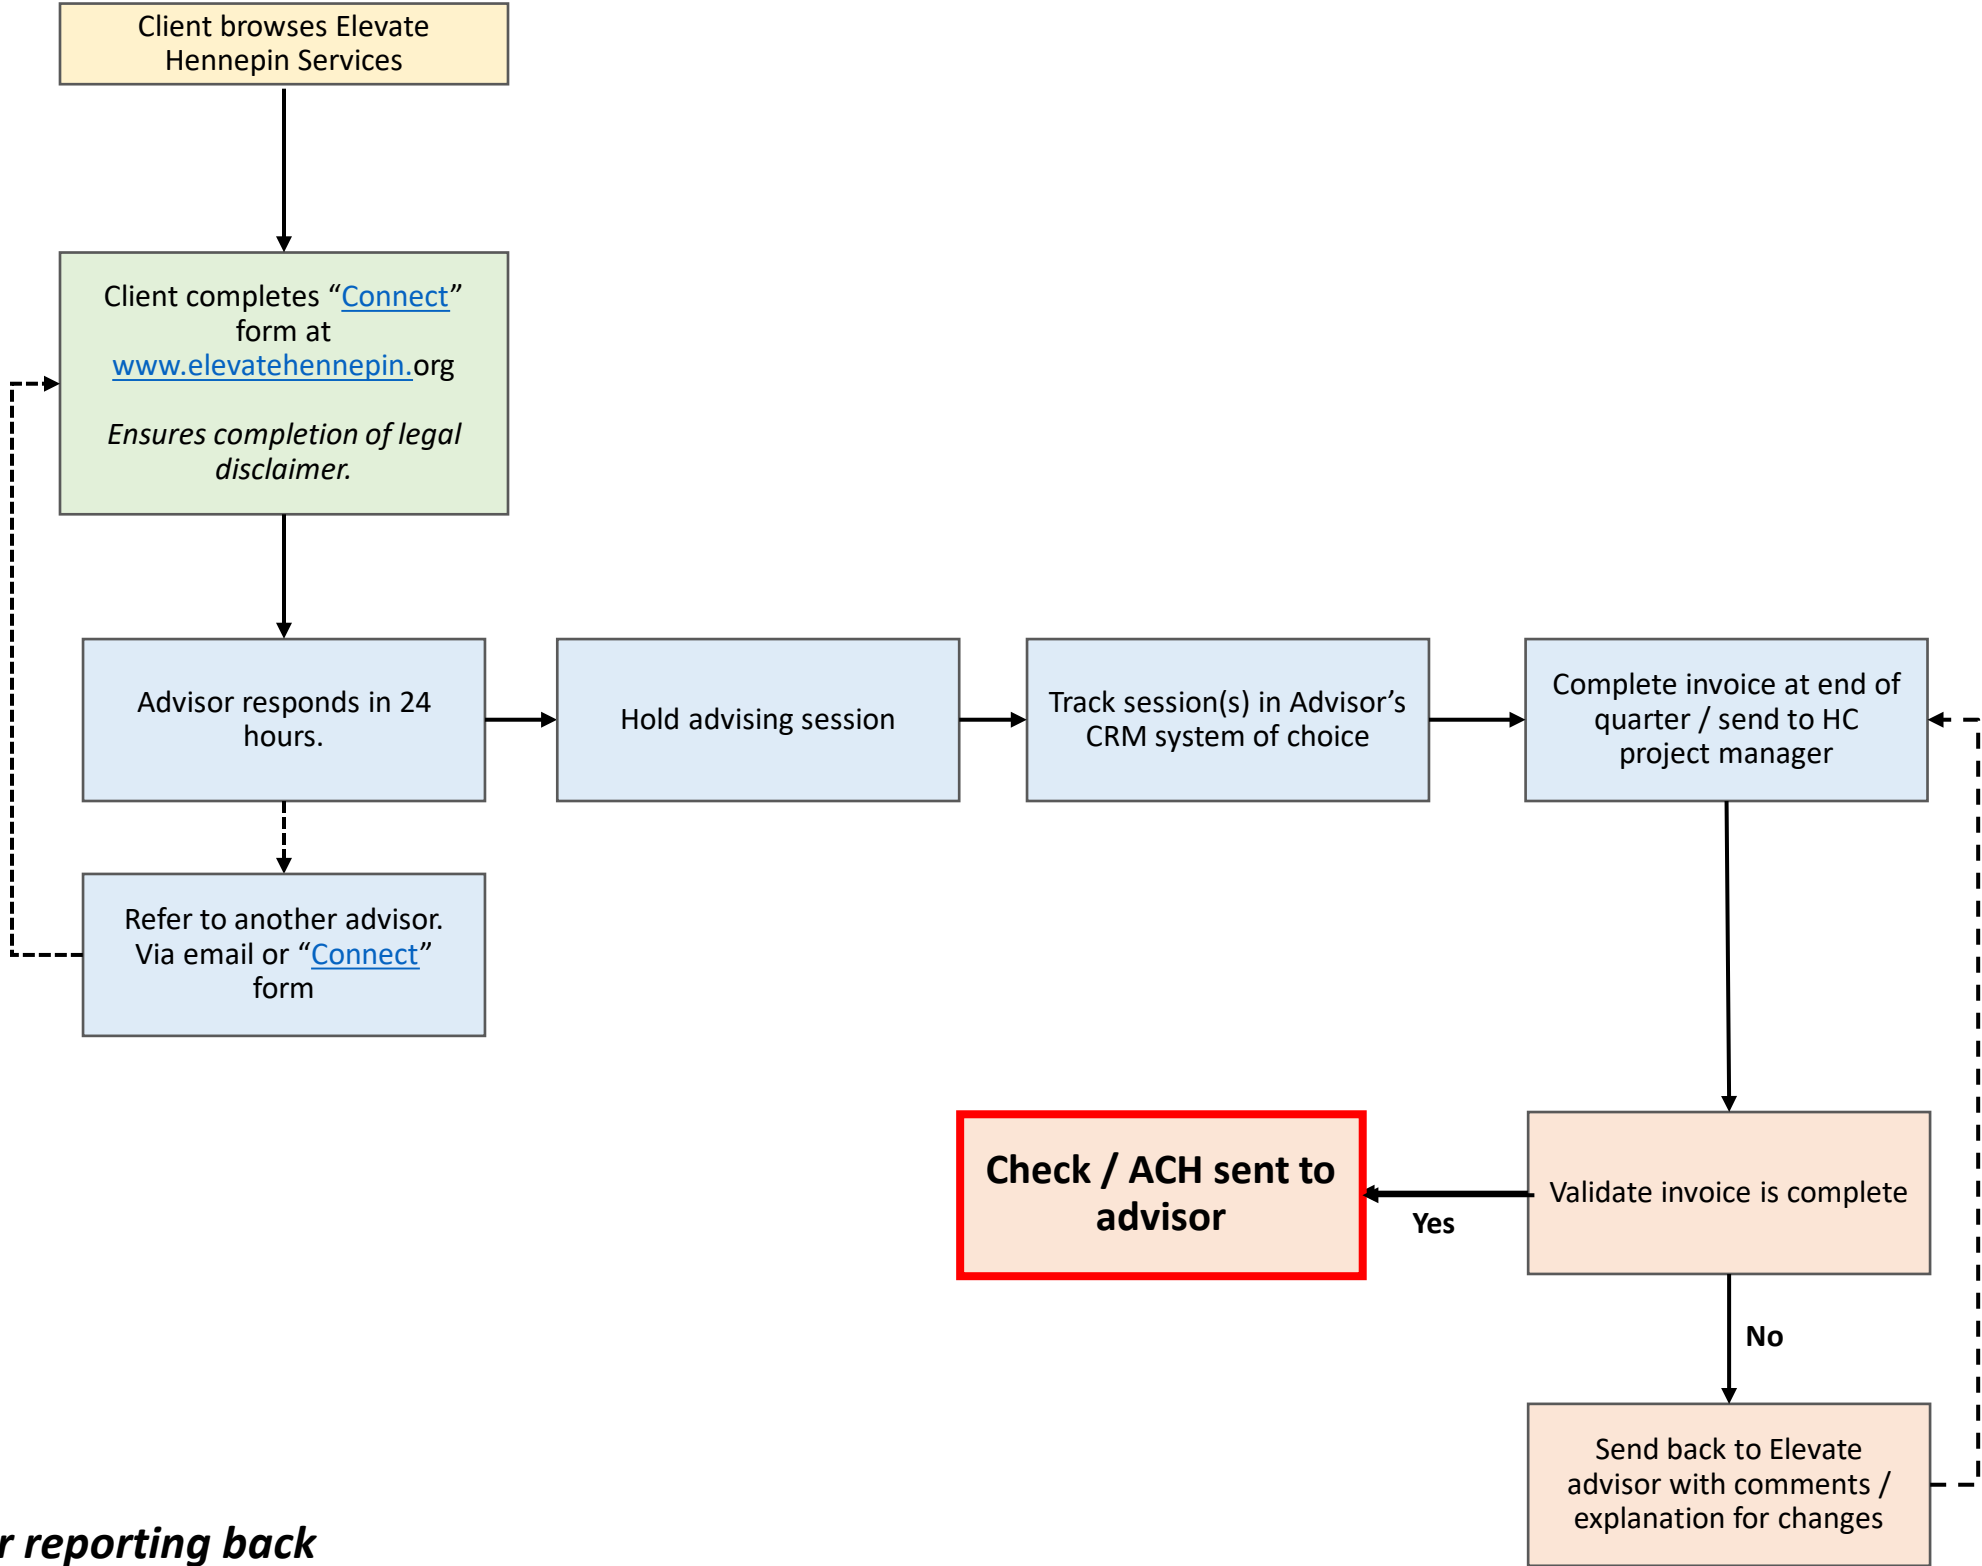 Client browses Elevate
Hennepin Services
Client completes “Connect”
form at
www.elevatehennepin.org
Ensures completion of legal
disclaimer.
Advisor responds in 24
hours.
Hold advising session
Track session(s) in Advisor’s
CRM system of choice
Complete invoice at end of
quarter / send to HC
project manager
Refer to another advisor.
Via email or “Connect”
form
Check / ACH sent to
advisor
Yes
Validate invoice is complete
No
Send back to Elevate
advisor with comments /
explanation for changes
reporting back